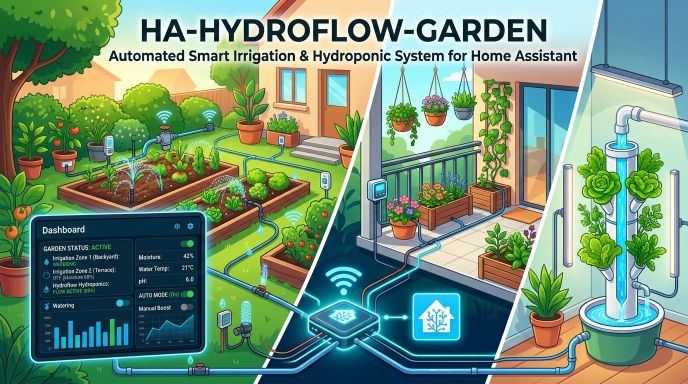 HA-HYDROFLOW-GARDEN
Automated Smart Irrigation & Hydroponic System for Home Assistant
Dashboard
GARDEN STATUS: ACTIVE
Irrigation Zone 1 (Backyard):
WATERING
Irrigation Zone 2 (Terrace):
Hydroflow Hydroponics:
Watering
Moisture: 42%
Water Temp: 21°C
pH: 6.0
AUTO MODE (On)
Manual Boost